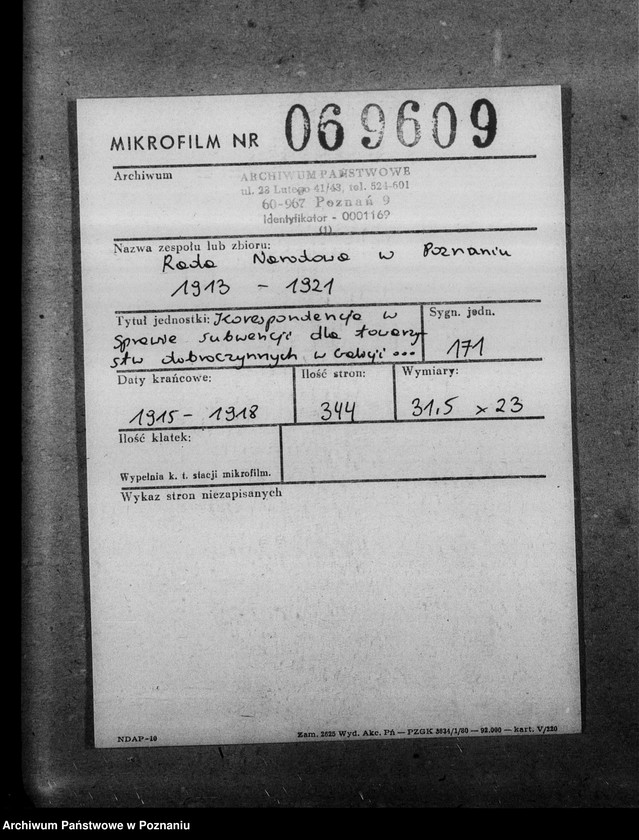 MIKROFILM NR 069609
Archiwum
ARCHIWUM PAŃSTWOWE
ul. 23 Lutego 41/43, tel. 524-601
60-967 Poznań 9
Identyfikator - 0001169
(1)
Nazwa zespołu lub zbioru:
Rada Narodowa w Poznaniu
1913 - 1921
Tytuł jednostki: Korespondencja w
sprawie subwencji dla towarzy-
stw dobroczynnych w Galicji ...
Sygn. jedn.
171
Daty krańcowe:
1915 - 1918
Ilość stron:
344
Wymiary:
31,5 x 23
Ilość klatek:
Wypełnia k. t. stacji mikrofilm.
Wykaz stron niezapisanych
NDAP-10
Zam. 2625 Wyd. Akc. Pń — PZGK 3634/1/80 — 92.000 — kart. V/220
Archiwum Państwowe w Poznaniu